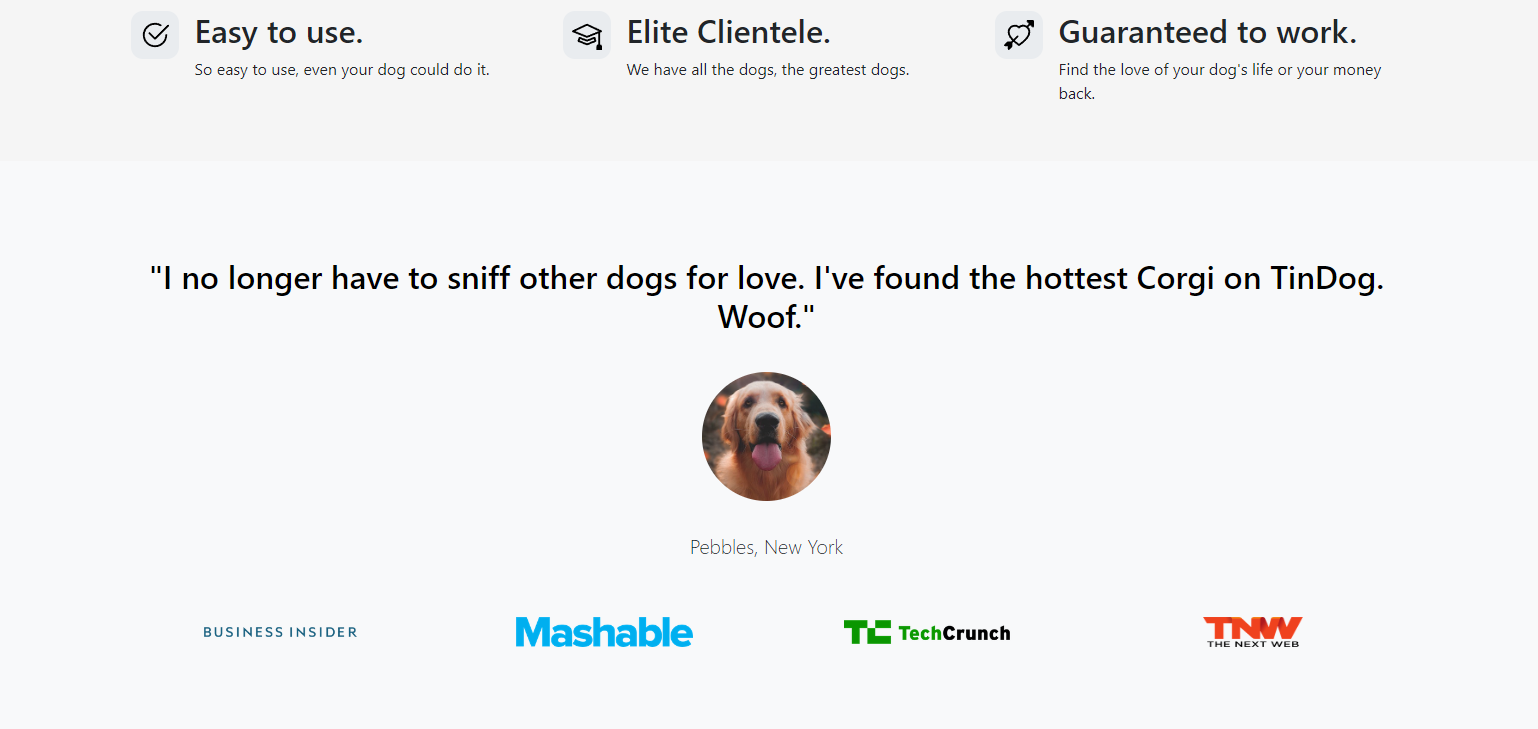 Easy to use.
Elite Clientele.
Guaranteed to work.
So easy to use, even your dog could do it.
We have all the dogs, the greatest dogs.
Find the love of your dog's life or your money
back.
"I no longer have to sniff other dogs for love. I've found the hottest Corgi on TinDog.
Woof."
Pebbles, New York
BUSINESS INSIDER
Mashable
TC TechCrunch
TNW
THE NEXT WEB